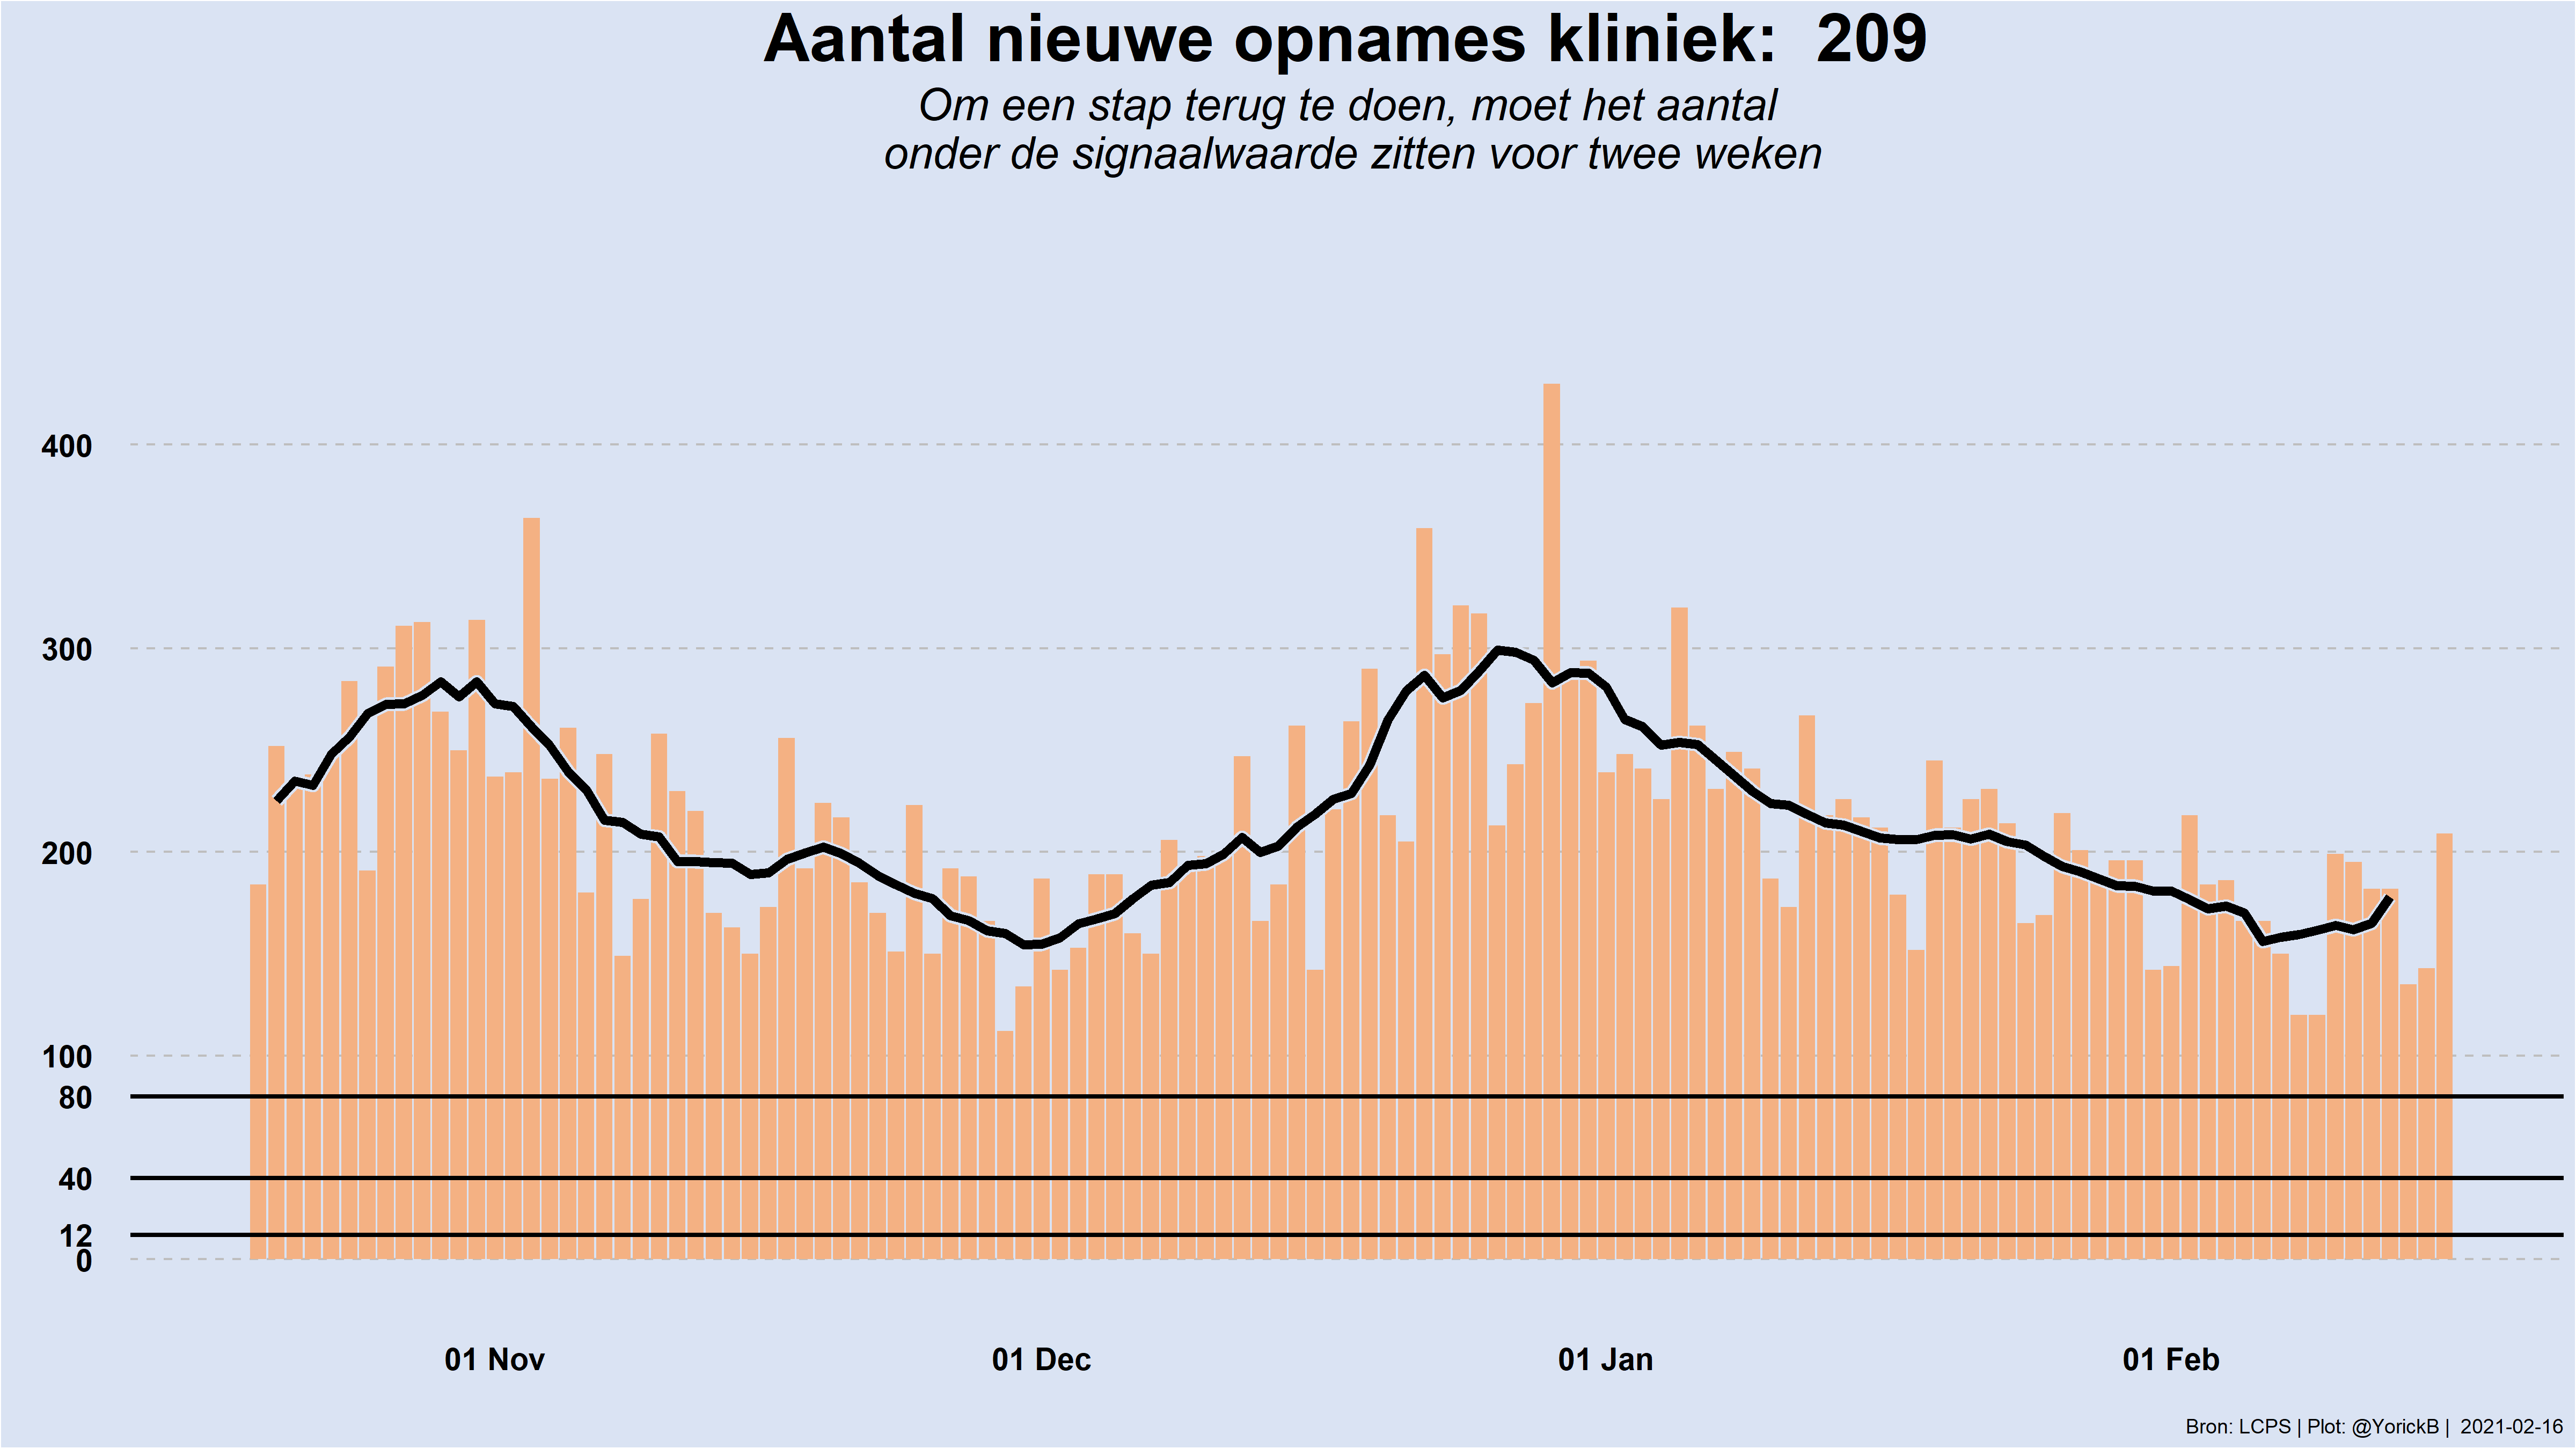 Aantal nieuwe opnames kliniek: 209
Om een stap terug te doen, moet het aantal
onder de signaalwaarde zitten voor twee weken
400
300
200
100
80
40
12
0
01 Nov
01 Dec
01 Jan
01 Feb
Bron: LCPS | Plot: @YorickB | 2021-02-16